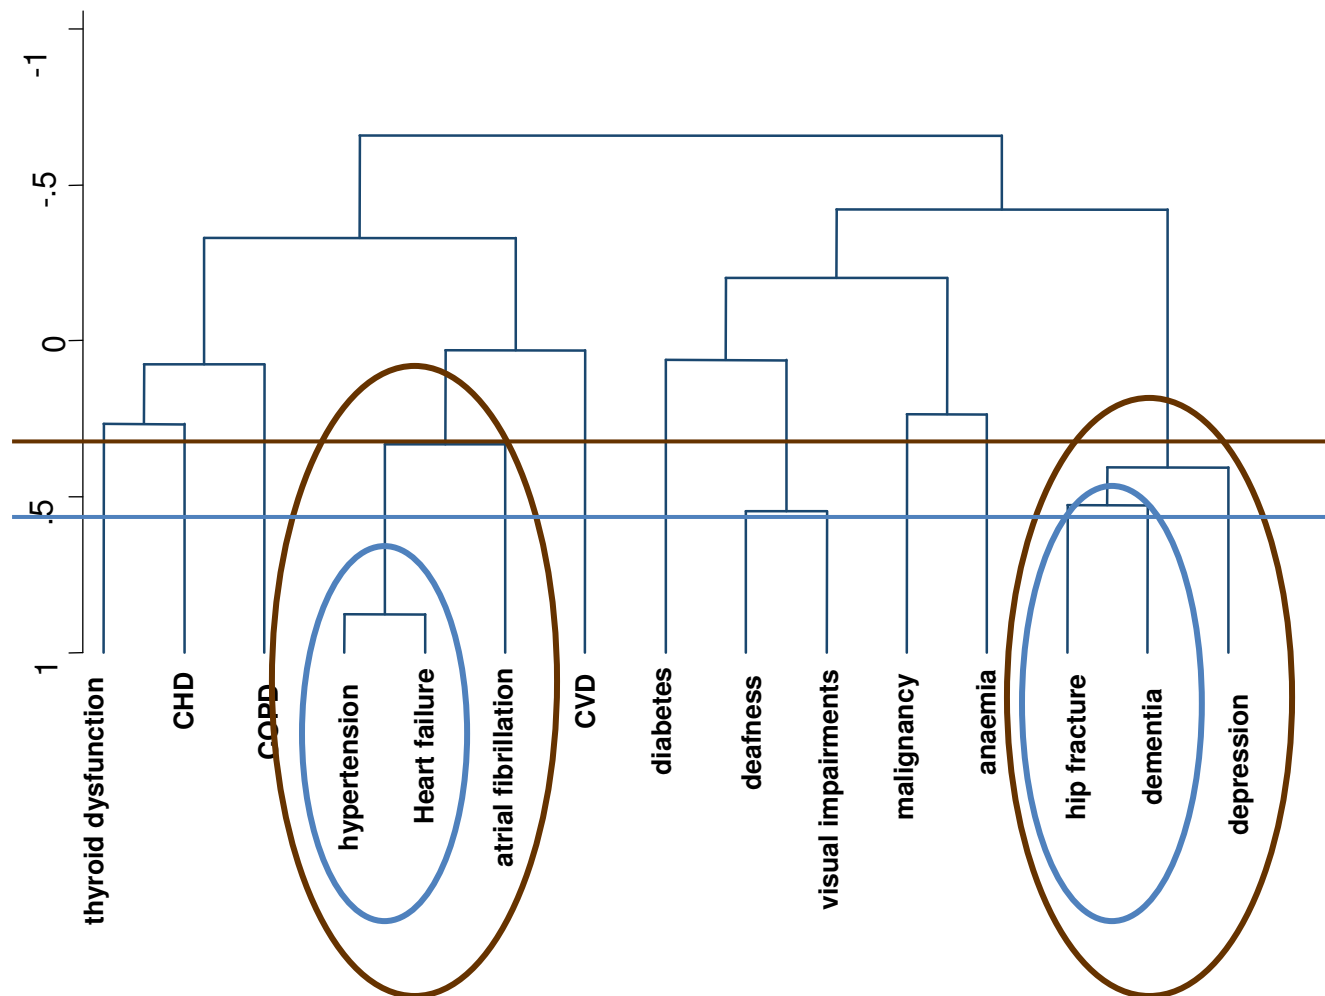 -1
-.5
0
.5
1
thyroid dysfunction
CHD
COPD
hypertension
Heart failure
atrial fibrillation
CVD
diabetes
deafness
visual impairments
malignancy
anaemia
hip fracture
dementia
depression